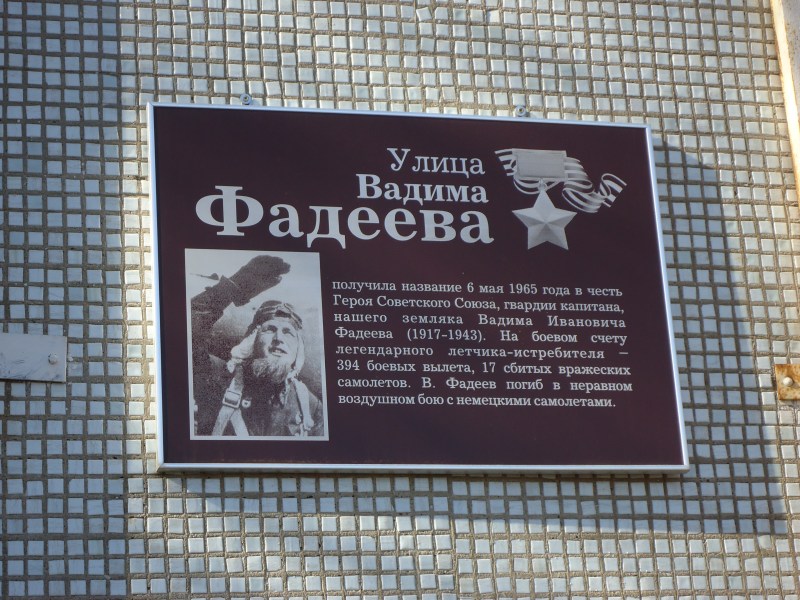 Улица
Вадима
Фадеева
получила название 6 мая 1965 года в честь
Героя Советского Союза, гвардии капитана,
нашего земляка Вадима Ивановича
Фадеева (1917-1943). На боевом счету
легендарного летчика-истребителя –
394 боевых вылета, 17 сбитых вражеских
самолетов. В. Фадеев погиб в неравном
воздушном бою с немецкими самолетами.